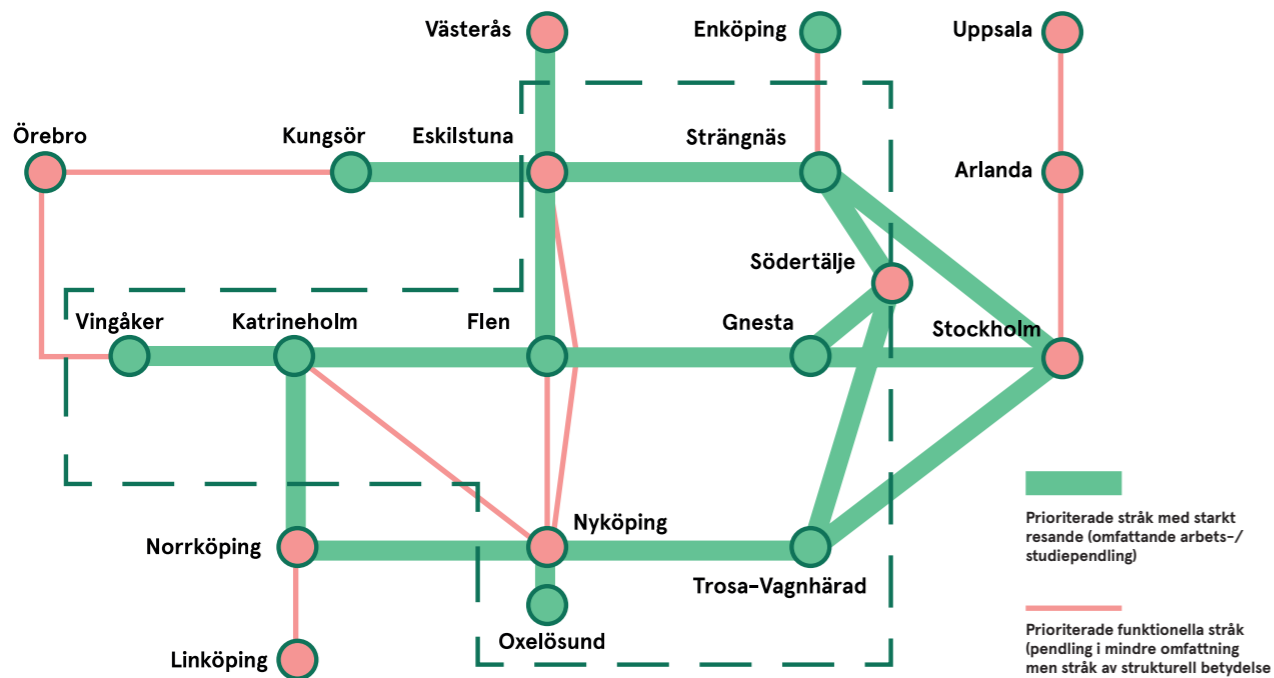 Västerås
Enköping
Uppsala
Örebro
Kungsör
Eskilstuna
Strängnäs
Arlanda
Södertälje
Vingåker
Katrineholm
Flen
Gnesta
Stockholm
Norrköping
Nyköping
Trosa-Vagnhärad
Oxelösund
Linköping
Prioriterade stråk med starkt
resande (omfattande arbets-/
studiependling)
Prioriterade funktionella stråk
(pendling i mindre omfattning
men stråk av strukturell betydelse